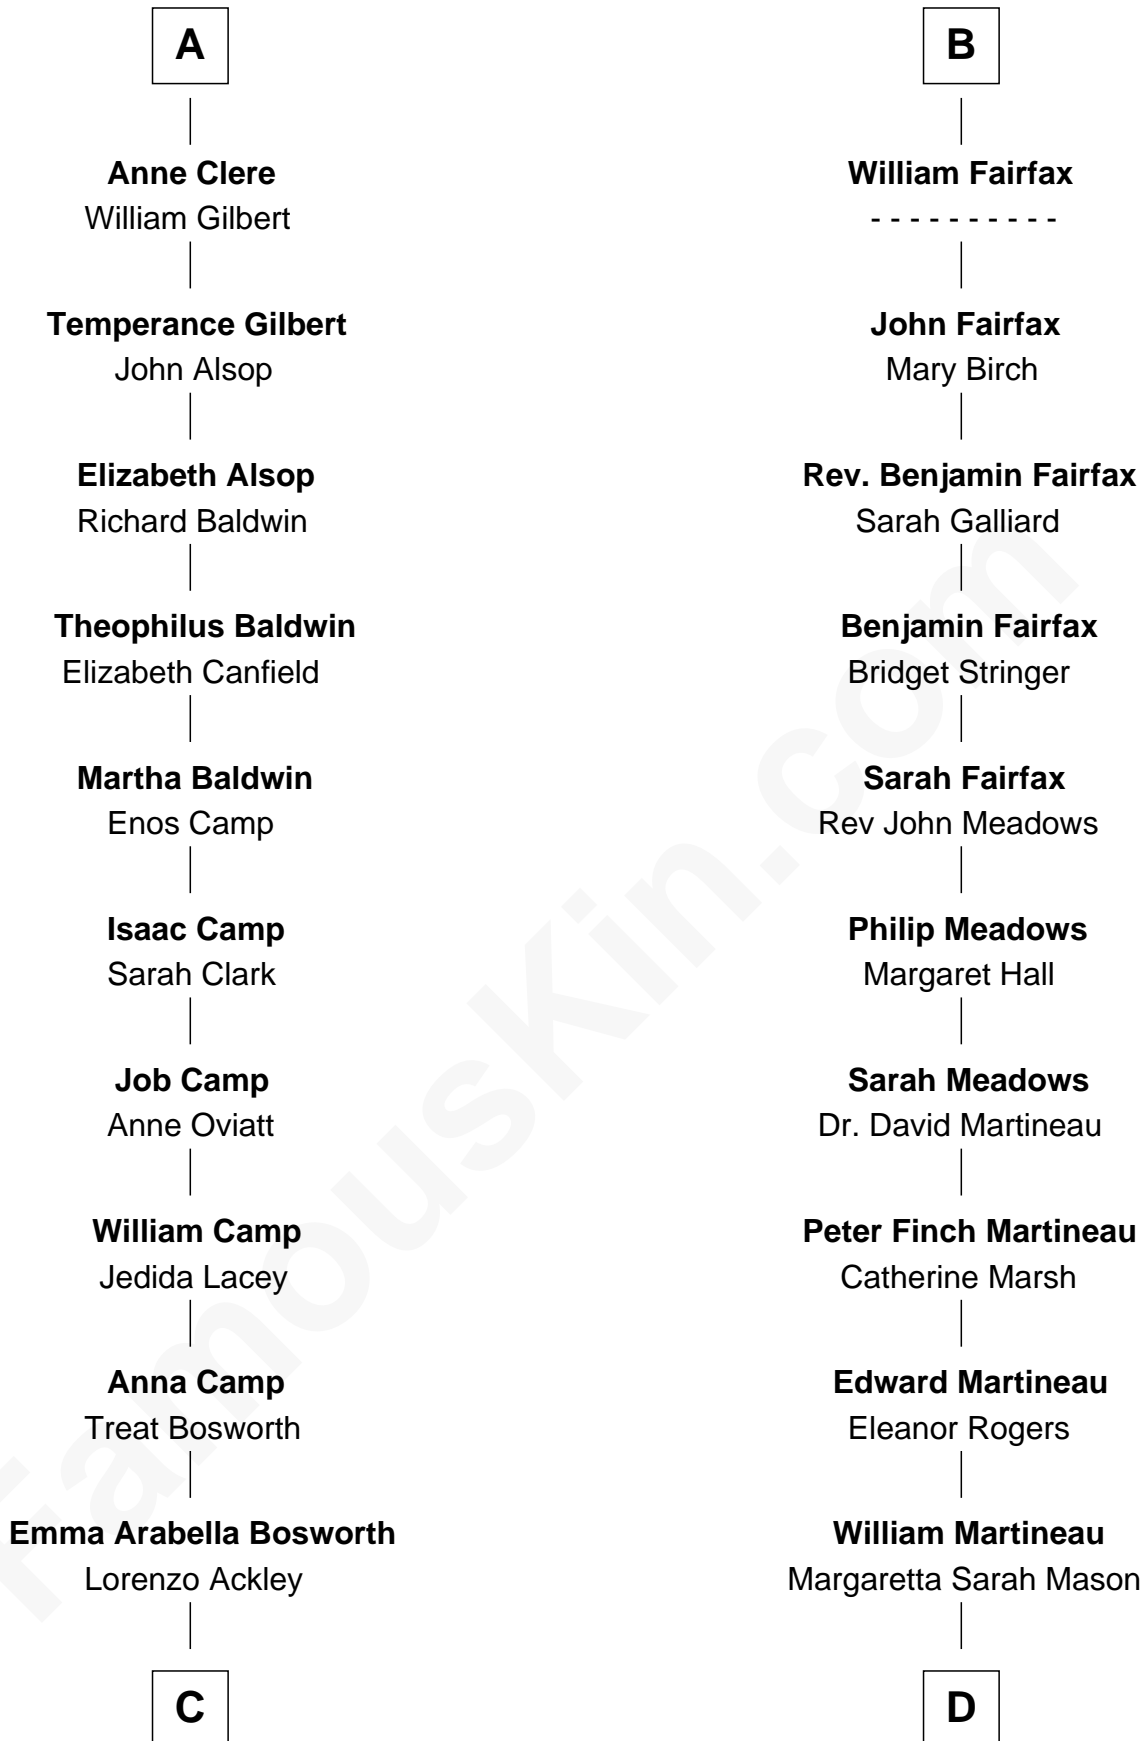 A
Anne Clere
William Gilbert
Temperance Gilbert
John Alsop
Elizabeth Alsop
Richard Baldwin
Theophilus Baldwin
Elizabeth Canfield
Martha Baldwin
Enos Camp
Isaac Camp
Sarah Clark
Job Camp
Anne Oviatt
William Camp
Jedida Lacey
Anna Camp
Treat Bosworth
Emma Arabella Bosworth
Lorenzo Ackley
C
B
William Fairfax
- - - - - - - - - -
John Fairfax
Mary Birch
Rev. Benjamin Fairfax
Sarah Galliard
Benjamin Fairfax
Bridget Stringer
Sarah Fairfax
Rev John Meadows
Philip Meadows
Margaret Hall
Sarah Meadows
Dr. David Martineau
Peter Finch Martineau
Catherine Marsh
Edward Martineau
Eleanor Rogers
William Martineau
Margaretta Sarah Mason
D
FamousKin.com